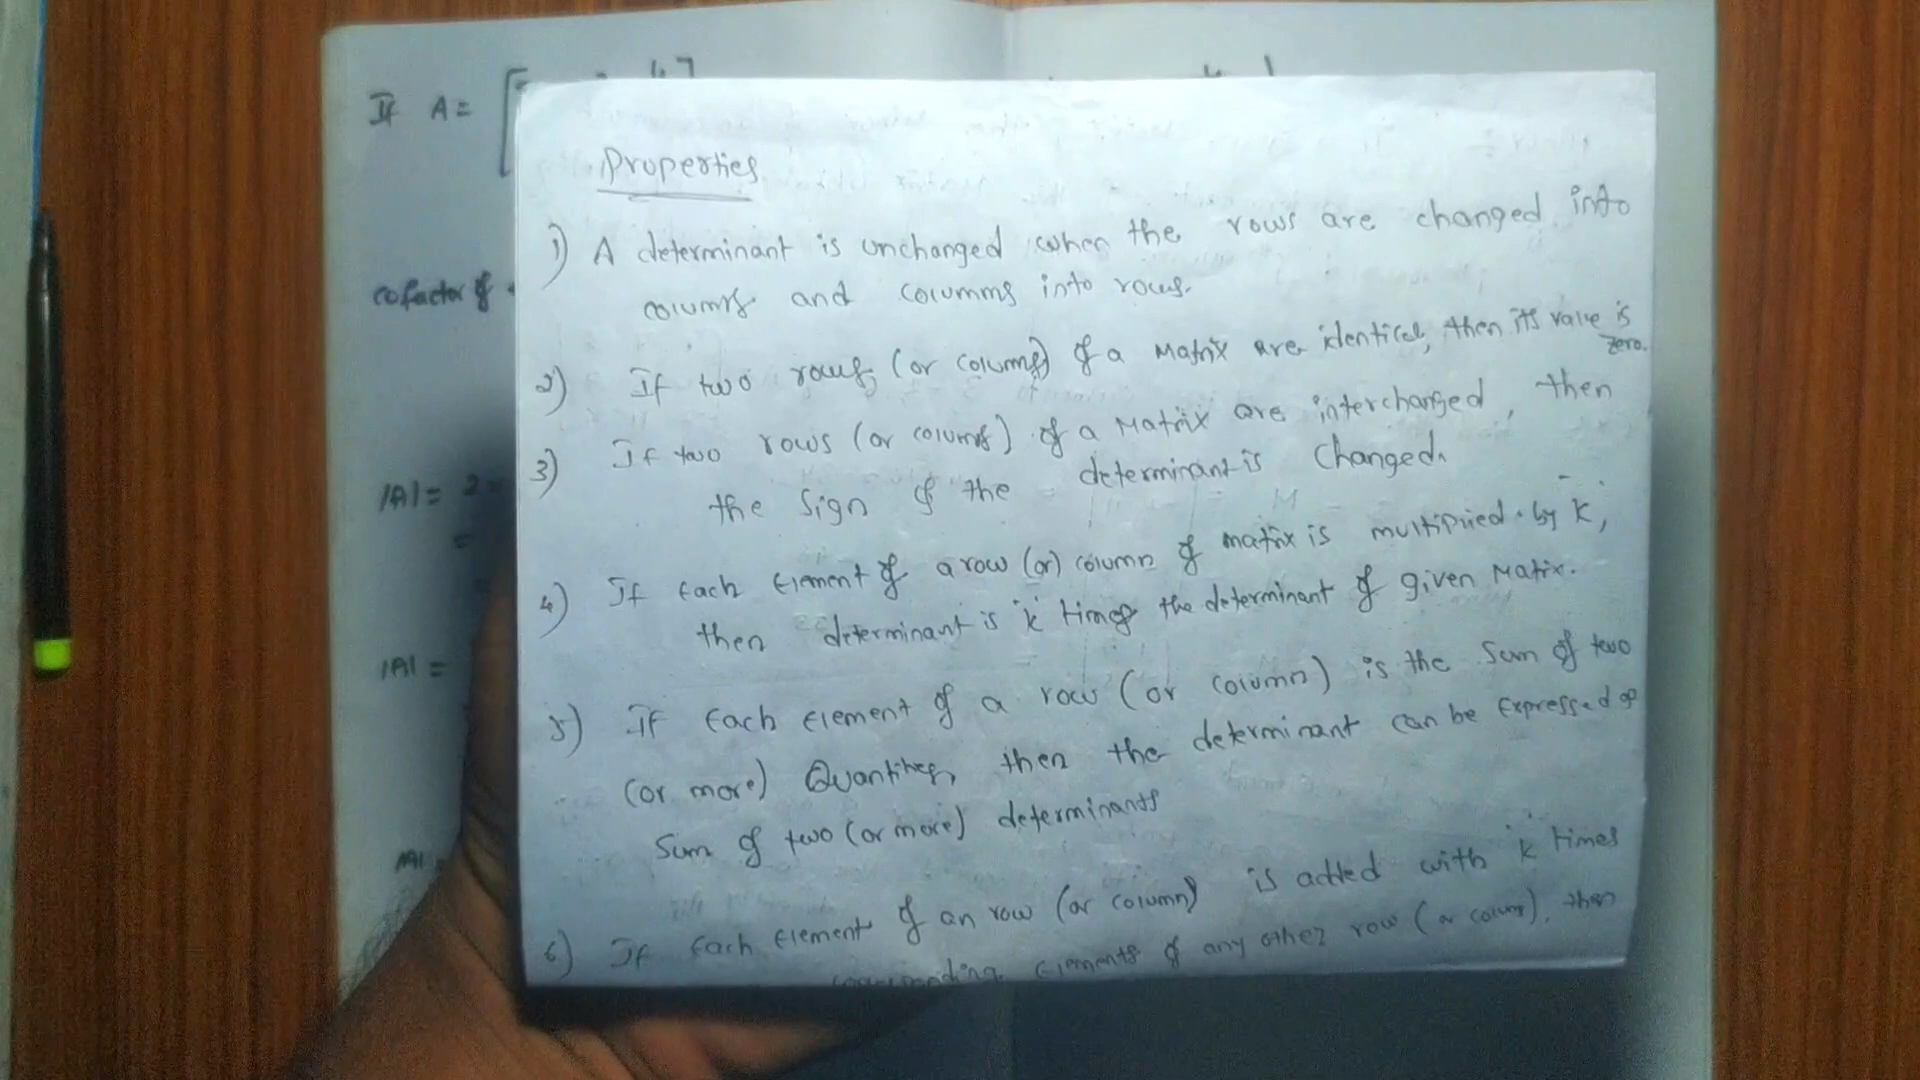 If A =
cofactor of
|A| = 2
=
|A| =
|A|
Properties
1) A determinant is unchanged when the rows are changed into
columns and columns into rows.
2) If two rows (or columns) of a Matrix are identical, then its value is
zero.
3) If two rows (or columns) of a Matrix are interchanged, then
the sign of the determinant is changed.
4) If Each Element of a row (or) column of matrix is multiplied by 'k',
then determinant is 'k' times the determinant of given Matrix.
5) If Each Element of a row (or column) is the Sum of two
(or more) Quantities, then the determinant can be Expressed as
Sum of two (or more) determinants
6) If Each Element of an row (or column) is added with 'k' times
corresponding Elements of any other row (or column), then